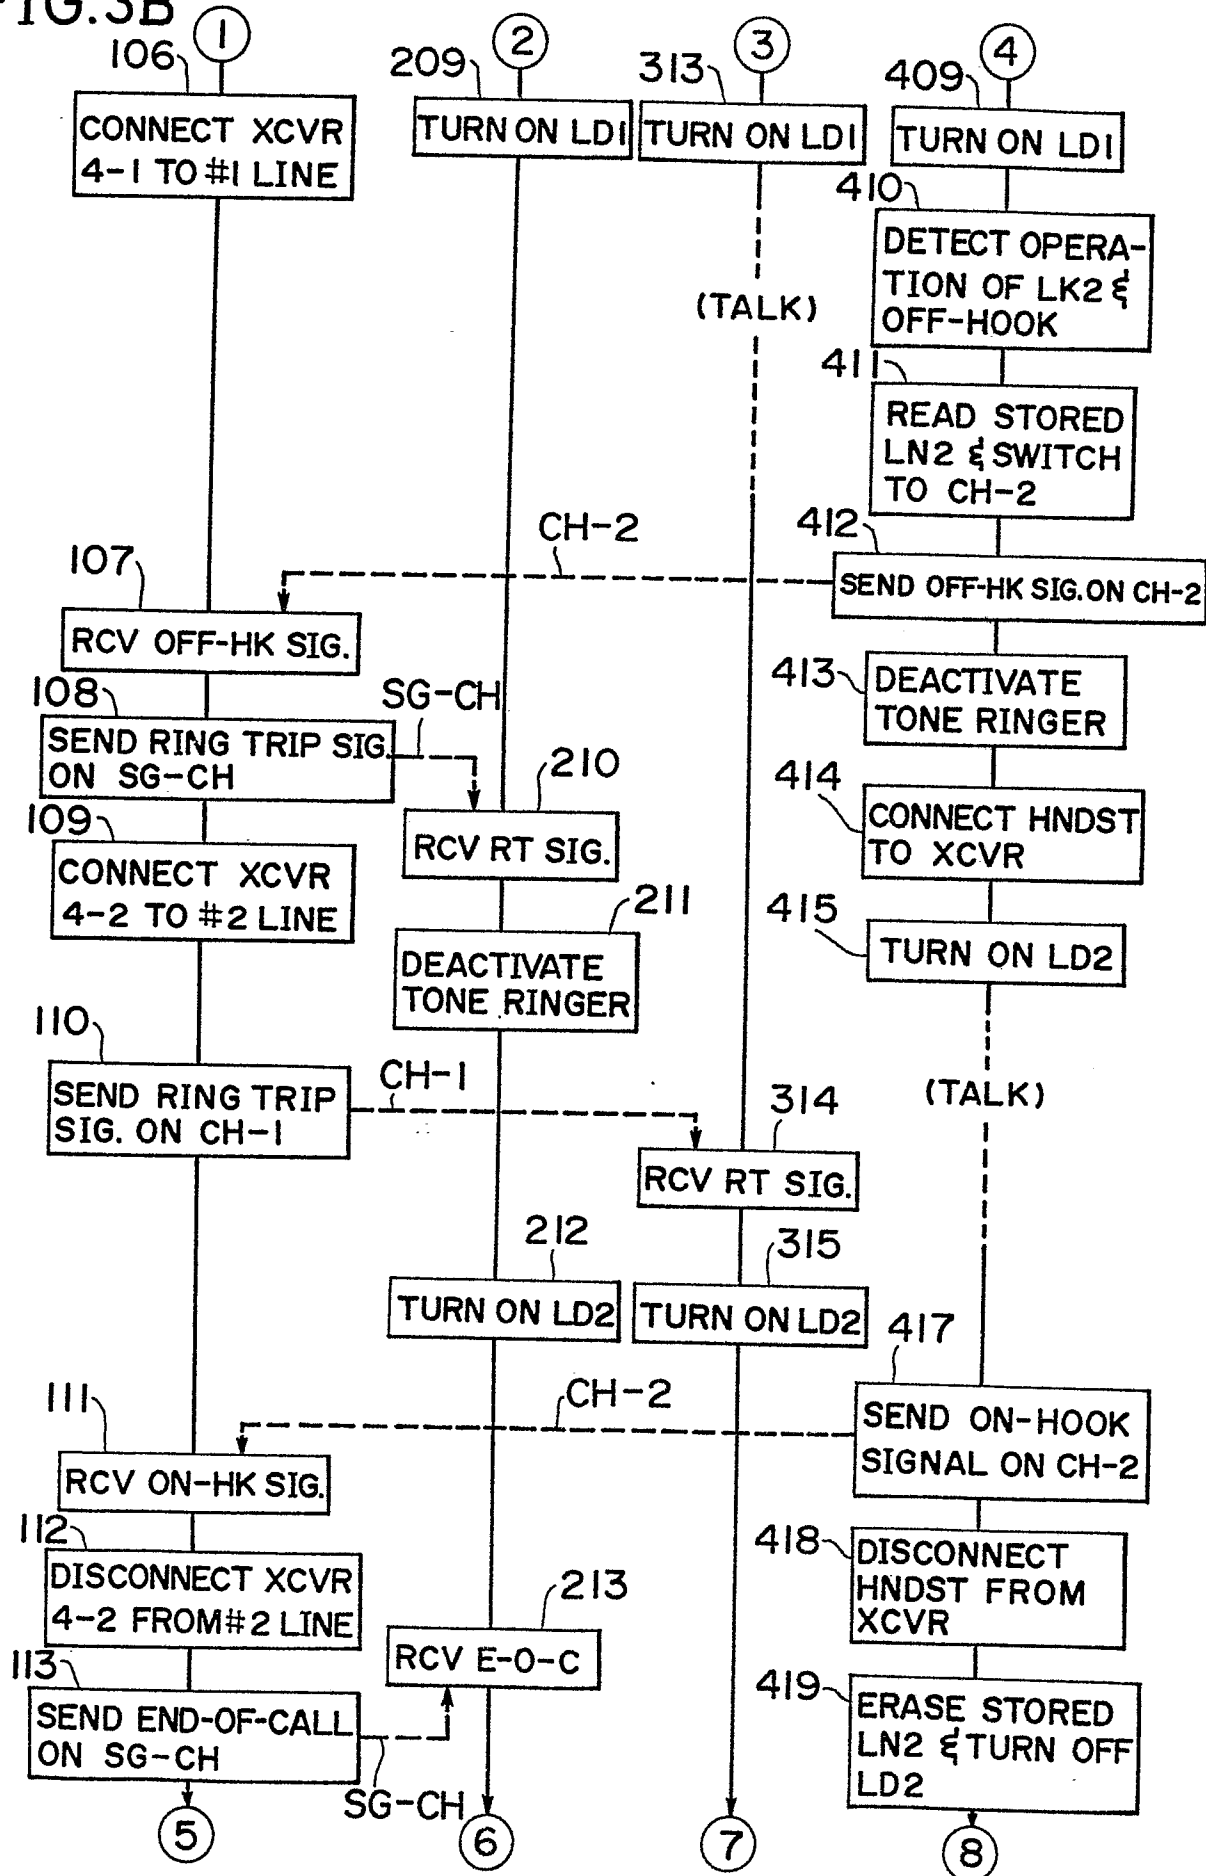 FIG.3B
1
2
3
4
106
CONNECT XCVR
4-1 TO #1 LINE
209
TURN ON LD1
313
TURN ON LD1
409
TURN ON LD1
410
DETECT OPERA-
TION OF LK2 &
OFF-HOOK
(TALK)
411
READ STORED
LN2 & SWITCH
TO CH-2
412
CH-2
SEND OFF-HK SIG. ON CH-2
107
RCV OFF-HK SIG.
413
DEACTIVATE
TONE RINGER
108
SEND RING TRIP SIG.
ON SG-CH
SG-CH
210
RCV RT SIG.
414
CONNECT HNDST
TO XCVR
109
CONNECT XCVR
4-2 TO #2 LINE
211
DEACTIVATE
TONE RINGER
415
TURN ON LD2
110
SEND RING TRIP
SIG. ON CH-1
CH-1
(TALK)
314
RCV RT SIG.
212
TURN ON LD2
315
TURN ON LD2
417
SEND ON-HOOK
SIGNAL ON CH-2
CH-2
111
RCV ON-HK SIG.
112
DISCONNECT XCVR
4-2 FROM #2 LINE
213
RCV E-O-C
418
DISCONNECT
HNDST FROM
XCVR
113
SEND END-OF-CALL
ON SG-CH
SG-CH
419
ERASE STORED
LN2 & TURN OFF
LD2
5
6
7
8